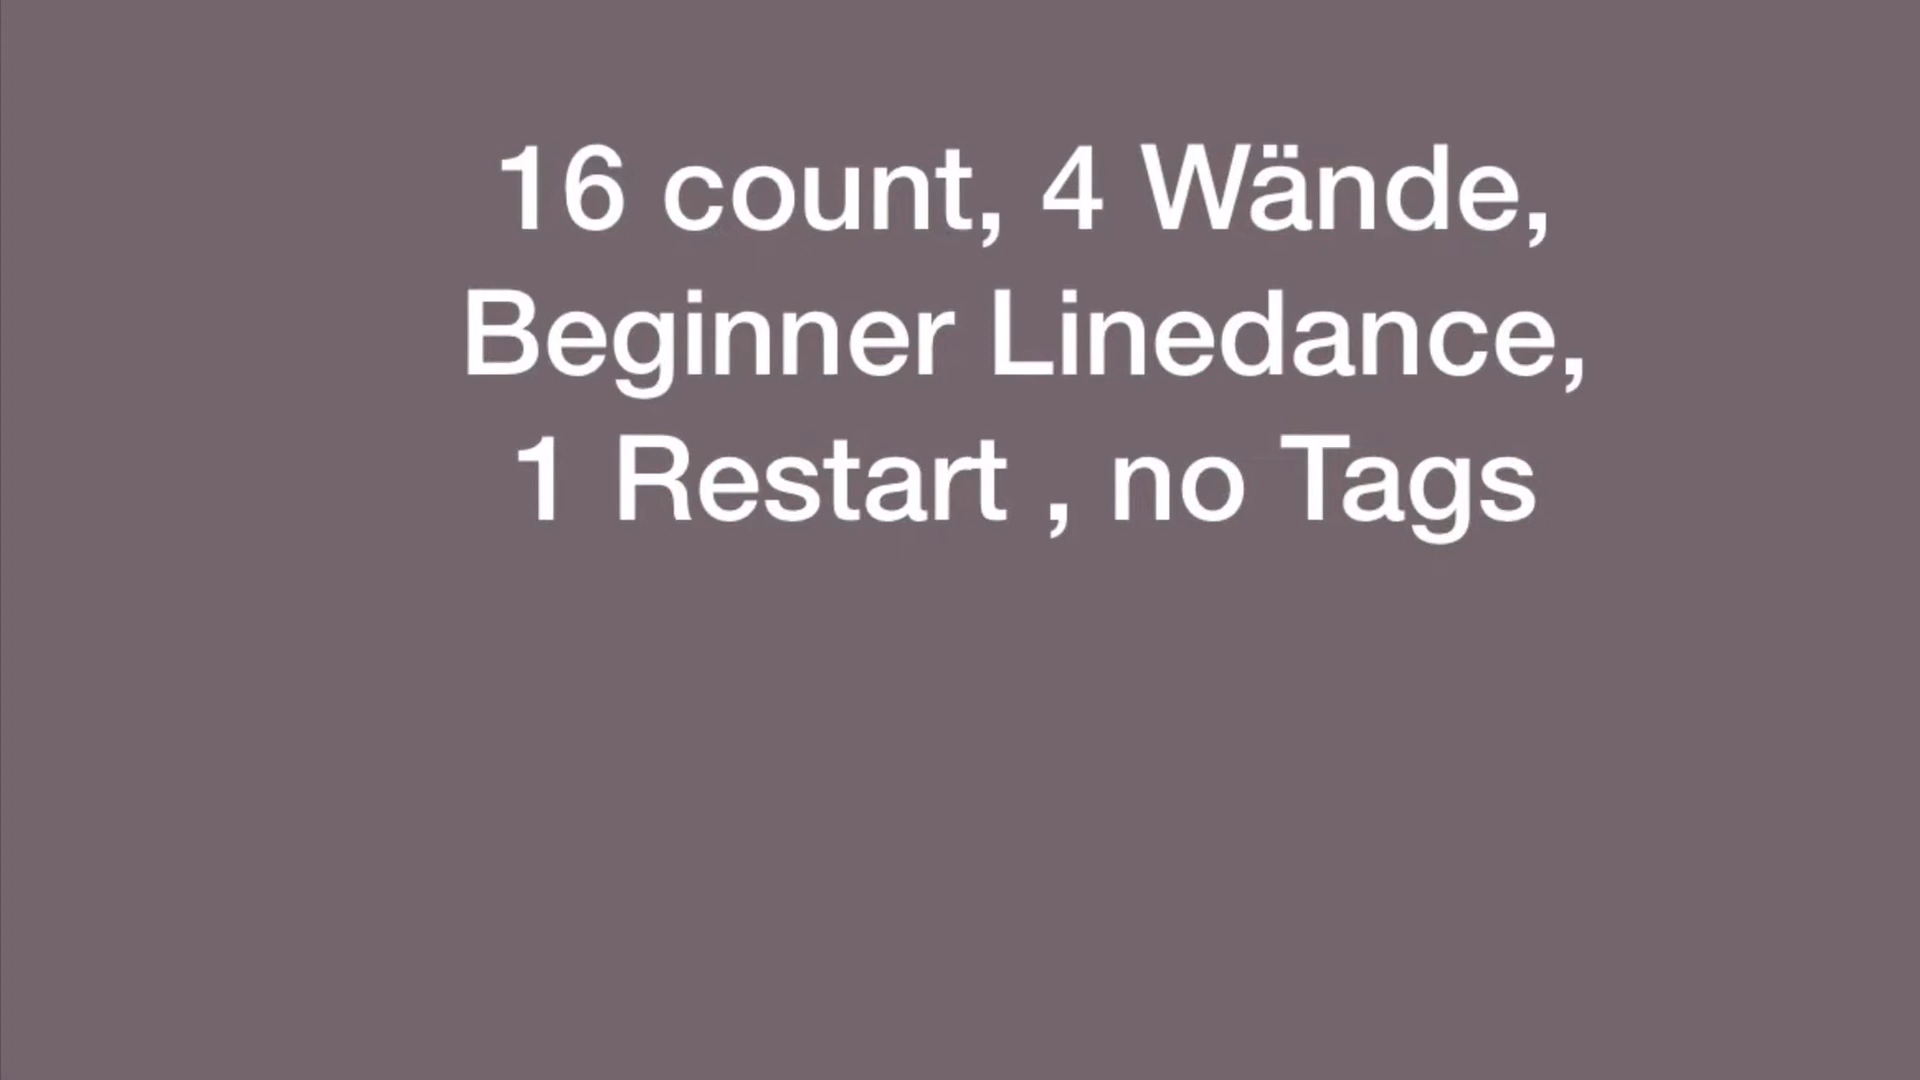 16 count, 4 Wände,
Beginner Linedance,
1 Restart , no Tags